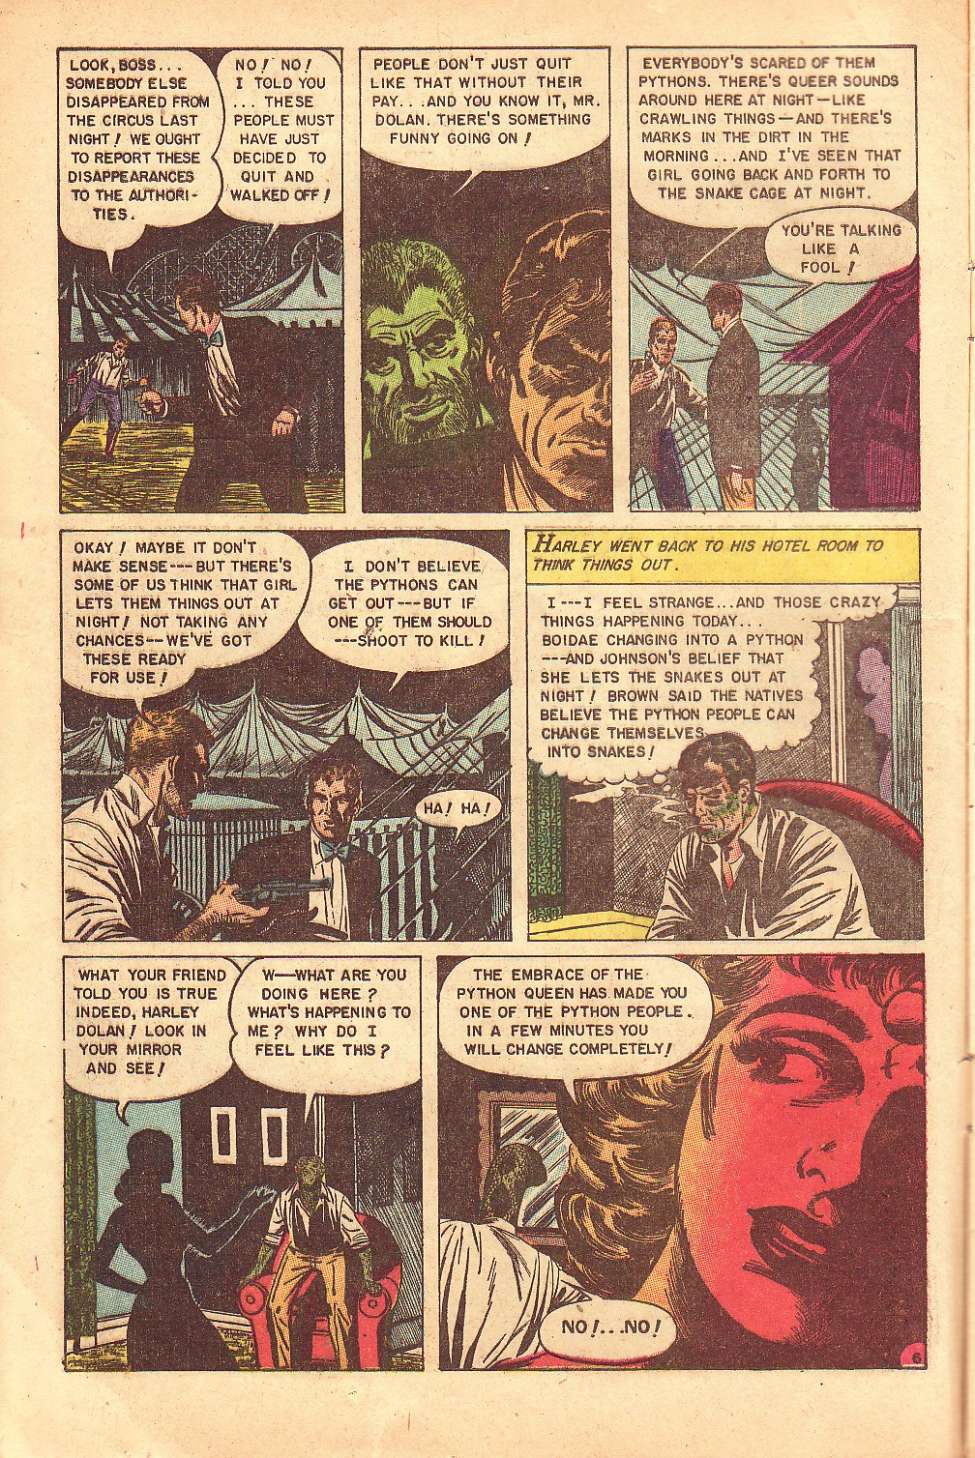 LOOK, BOSS...
SOMEBODY ELSE
DISAPPEARED FROM
THE CIRCUS LAST
NIGHT! WE OUGHT
TO REPORT THESE
DISAPPEARANCES
TO THE AUTHORI-
TIES.
NO! NO!
I TOLD YOU
... THESE
PEOPLE MUST
HAVE JUST
DECIDED TO
QUIT AND
WALKED OFF!
PEOPLE DON'T JUST QUIT
LIKE THAT WITHOUT THEIR
PAY...AND YOU KNOW IT, MR.
DOLAN. THERE'S SOMETHING
FUNNY GOING ON!
EVERYBODY'S SCARED OF THEM
PYTHONS. THERE'S QUEER SOUNDS
AROUND HERE AT NIGHT—LIKE
CRAWLING THINGS—AND THERE'S
MARKS IN THE DIRT IN THE
MORNING...AND I'VE SEEN THAT
GIRL GOING BACK AND FORTH TO
THE SNAKE CAGE AT NIGHT.
YOU'RE TALKING
LIKE A
FOOL!
OKAY! MAYBE IT DON'T
MAKE SENSE---BUT THERE'S
SOME OF US THINK THAT GIRL
LETS THEM THINGS OUT AT
NIGHT! NOT TAKING ANY
CHANCES--WE'VE GOT
THESE READY
FOR USE!
I DON'T BELIEVE
THE PYTHONS CAN
GET OUT---BUT IF
ONE OF THEM SHOULD
---SHOOT TO KILL!
HA! HA!
HARLEY WENT BACK TO HIS HOTEL ROOM TO
THINK THINGS OUT.
I---I FEEL STRANGE...AND THOSE CRAZY
THINGS HAPPENING TODAY...
BOIDAE CHANGING INTO A PYTHON
---AND JOHNSON'S BELIEF THAT
SHE LETS THE SNAKES OUT AT
NIGHT! BROWN SAID THE NATIVES
BELIEVE THE PYTHON PEOPLE CAN
CHANGE THEMSELVES
INTO SNAKES!
WHAT YOUR FRIEND
TOLD YOU IS TRUE
INDEED, HARLEY
DOLAN! LOOK IN
YOUR MIRROR
AND SEE!
W--WHAT ARE YOU
DOING HERE?
WHAT'S HAPPENING TO
ME? WHY DO I
FEEL LIKE THIS?
THE EMBRACE OF THE
PYTHON QUEEN HAS MADE YOU
ONE OF THE PYTHON PEOPLE.
IN A FEW MINUTES YOU
WILL CHANGE COMPLETELY!
NO!...NO!
6